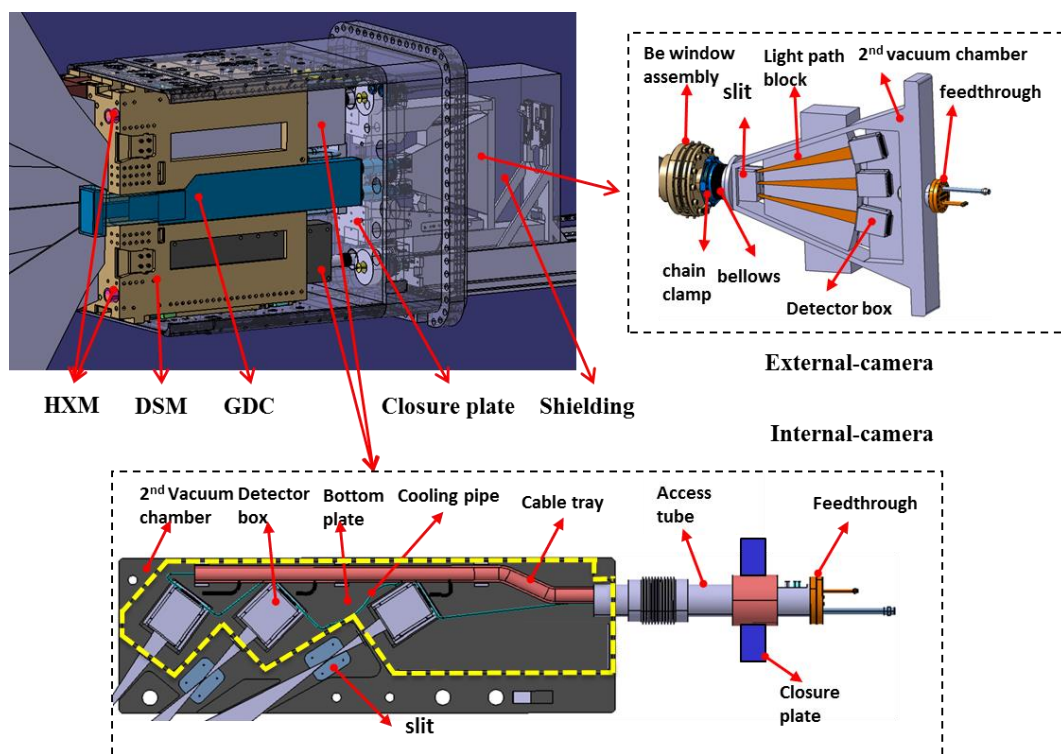 Be window
assembly
slit
Light path
block
2nd vacuum chamber
feedthrough
chain
clamp
bellows
Detector box
External-camera
HXM
DSM
GDC
Closure plate
Shielding
Internal-camera
2nd Vacuum
chamber
Detector
box
Bottom
plate
Cooling pipe
Cable tray
Access
tube
Feedthrough
slit
Closure
plate